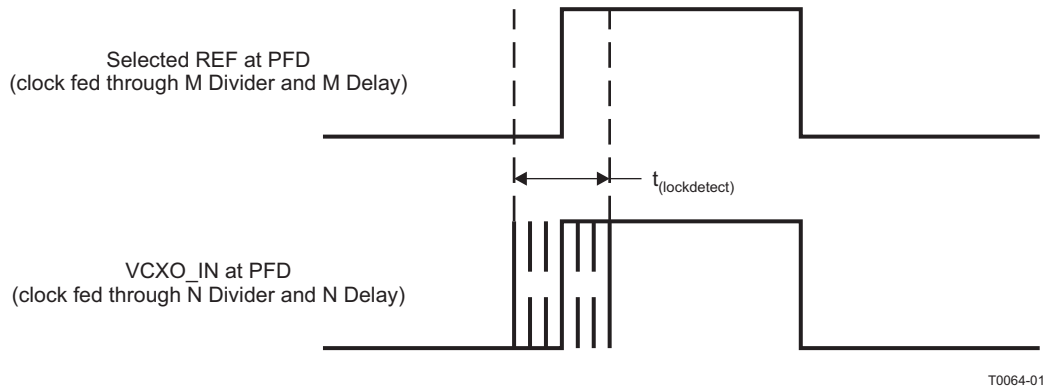 Selected REF at PFD
(clock fed through M Divider and M Delay)
t(lockdetect)
VCXO_IN at PFD
(clock fed through N Divider and N Delay)
T0064-01